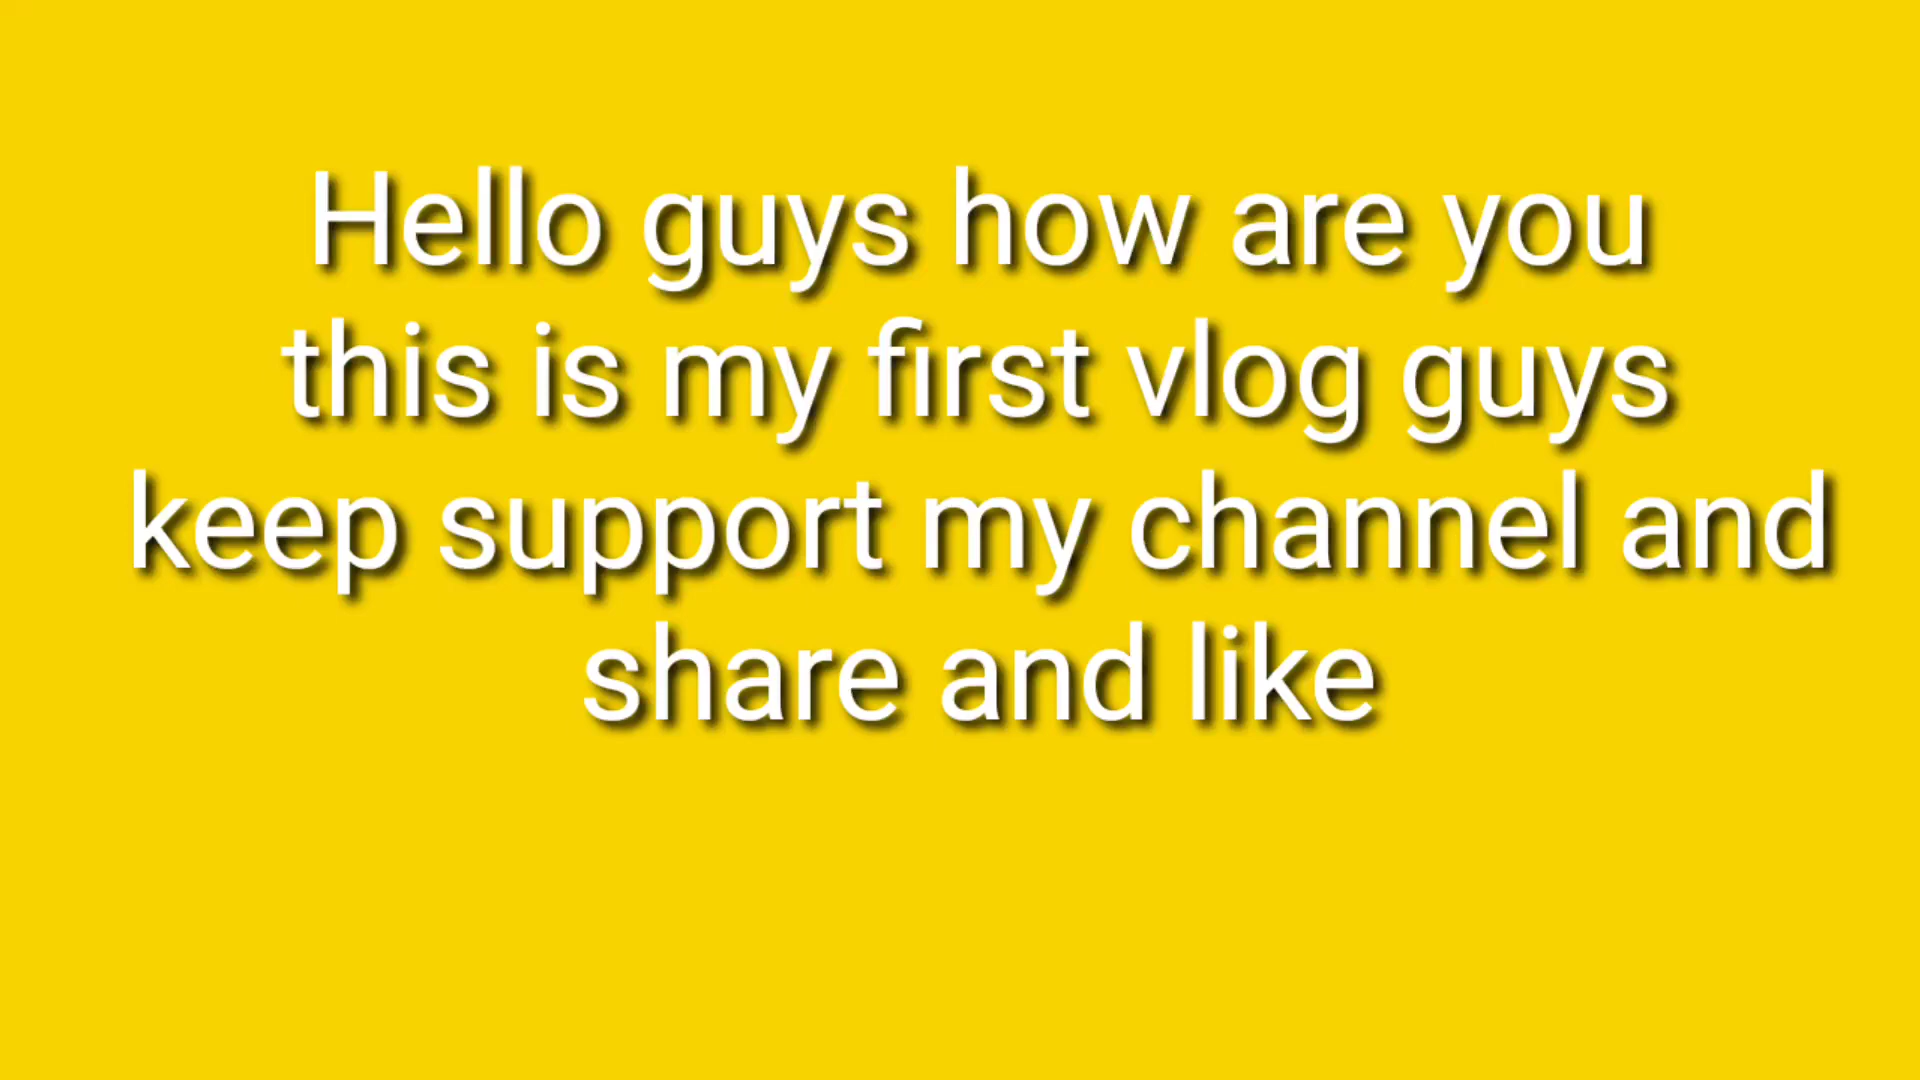 Hello guys how are you
this is my first vlog guys
keep support my channel and
share and like